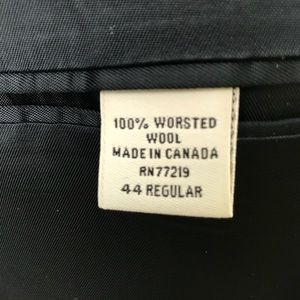 100% WORSTED
WOOL
MADE IN CANADA
RN77219
44 REGULAR